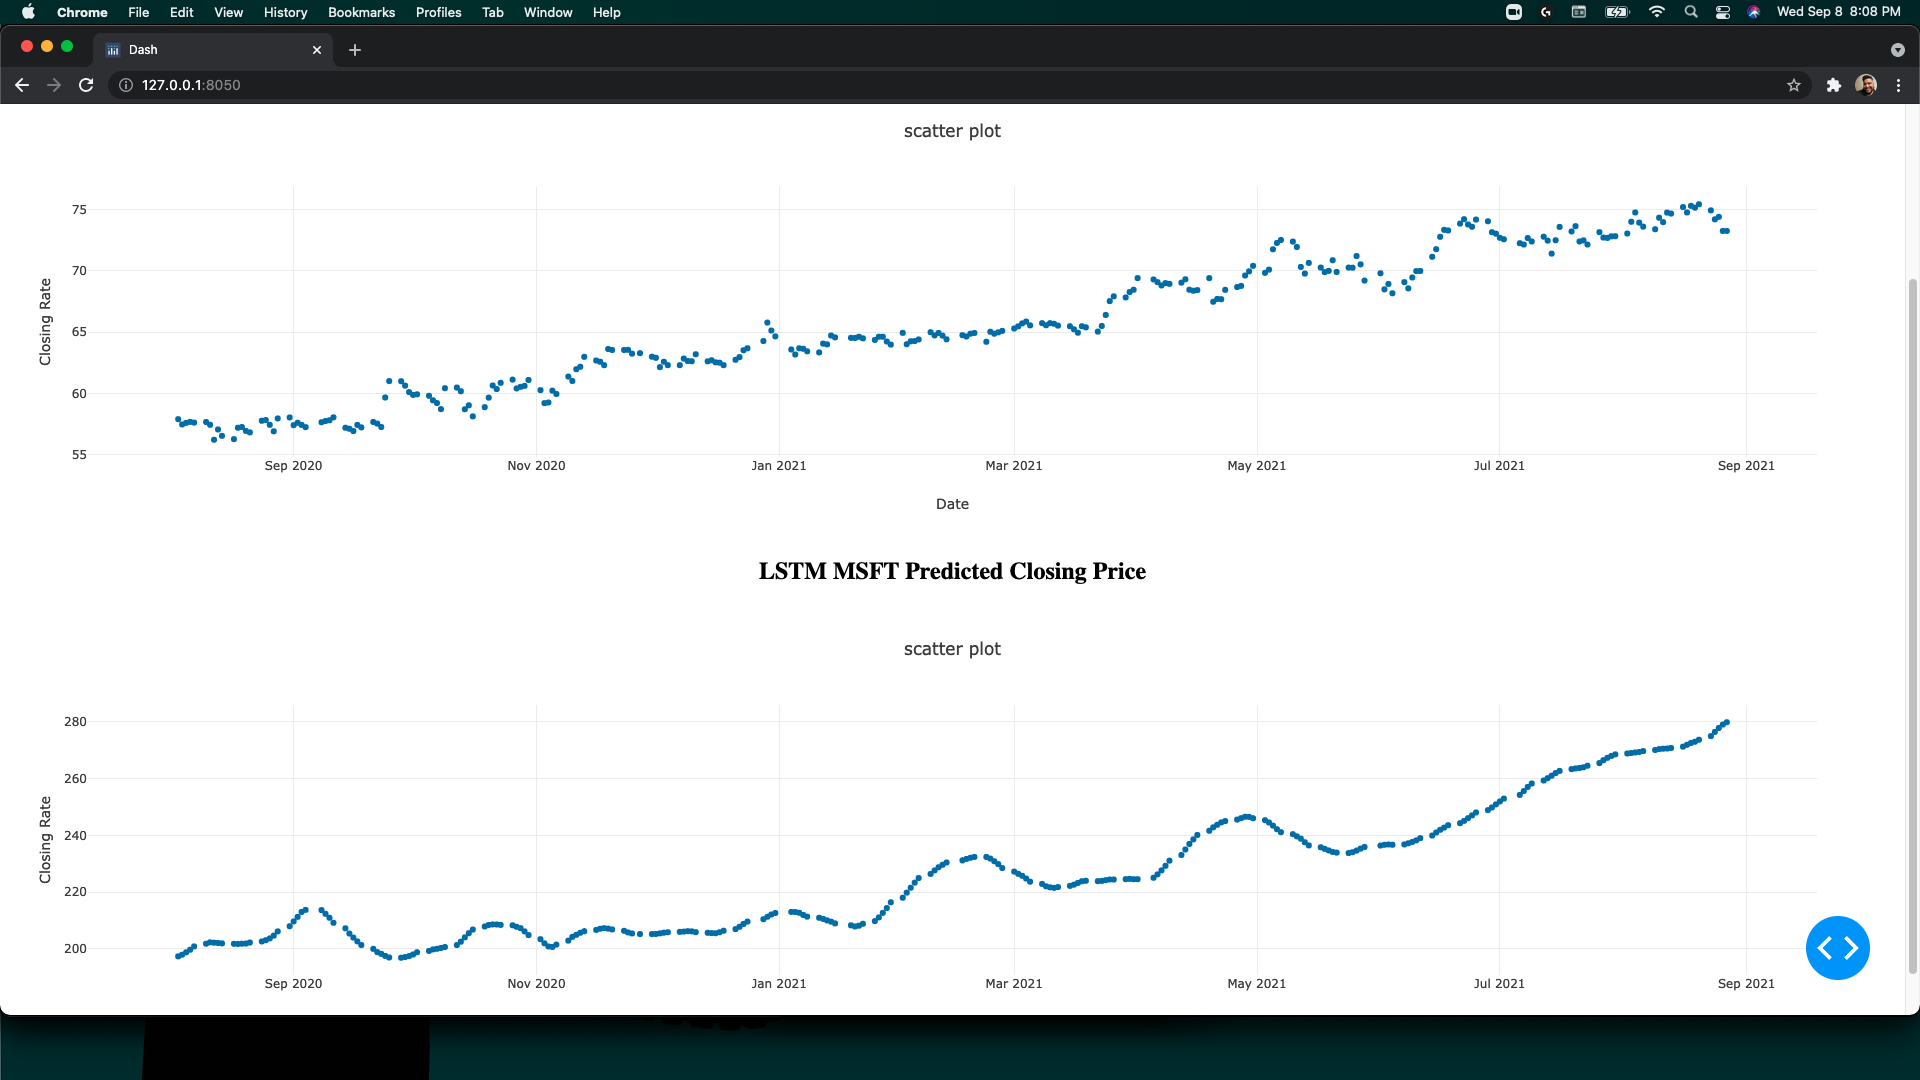 Chrome File Edit View History Bookmarks Profiles Tab Window Help Wed Sep 8 8:08 PM
Dash
127.0.0.1:8050
scatter plot
75
70
65
60
55
Closing Rate
Sep 2020 Nov 2020 Jan 2021 Mar 2021 May 2021 Jul 2021 Sep 2021
Date
LSTM MSFT Predicted Closing Price
scatter plot
280
260
240
220
200
Closing Rate
Sep 2020 Nov 2020 Jan 2021 Mar 2021 May 2021 Jul 2021 Sep 2021